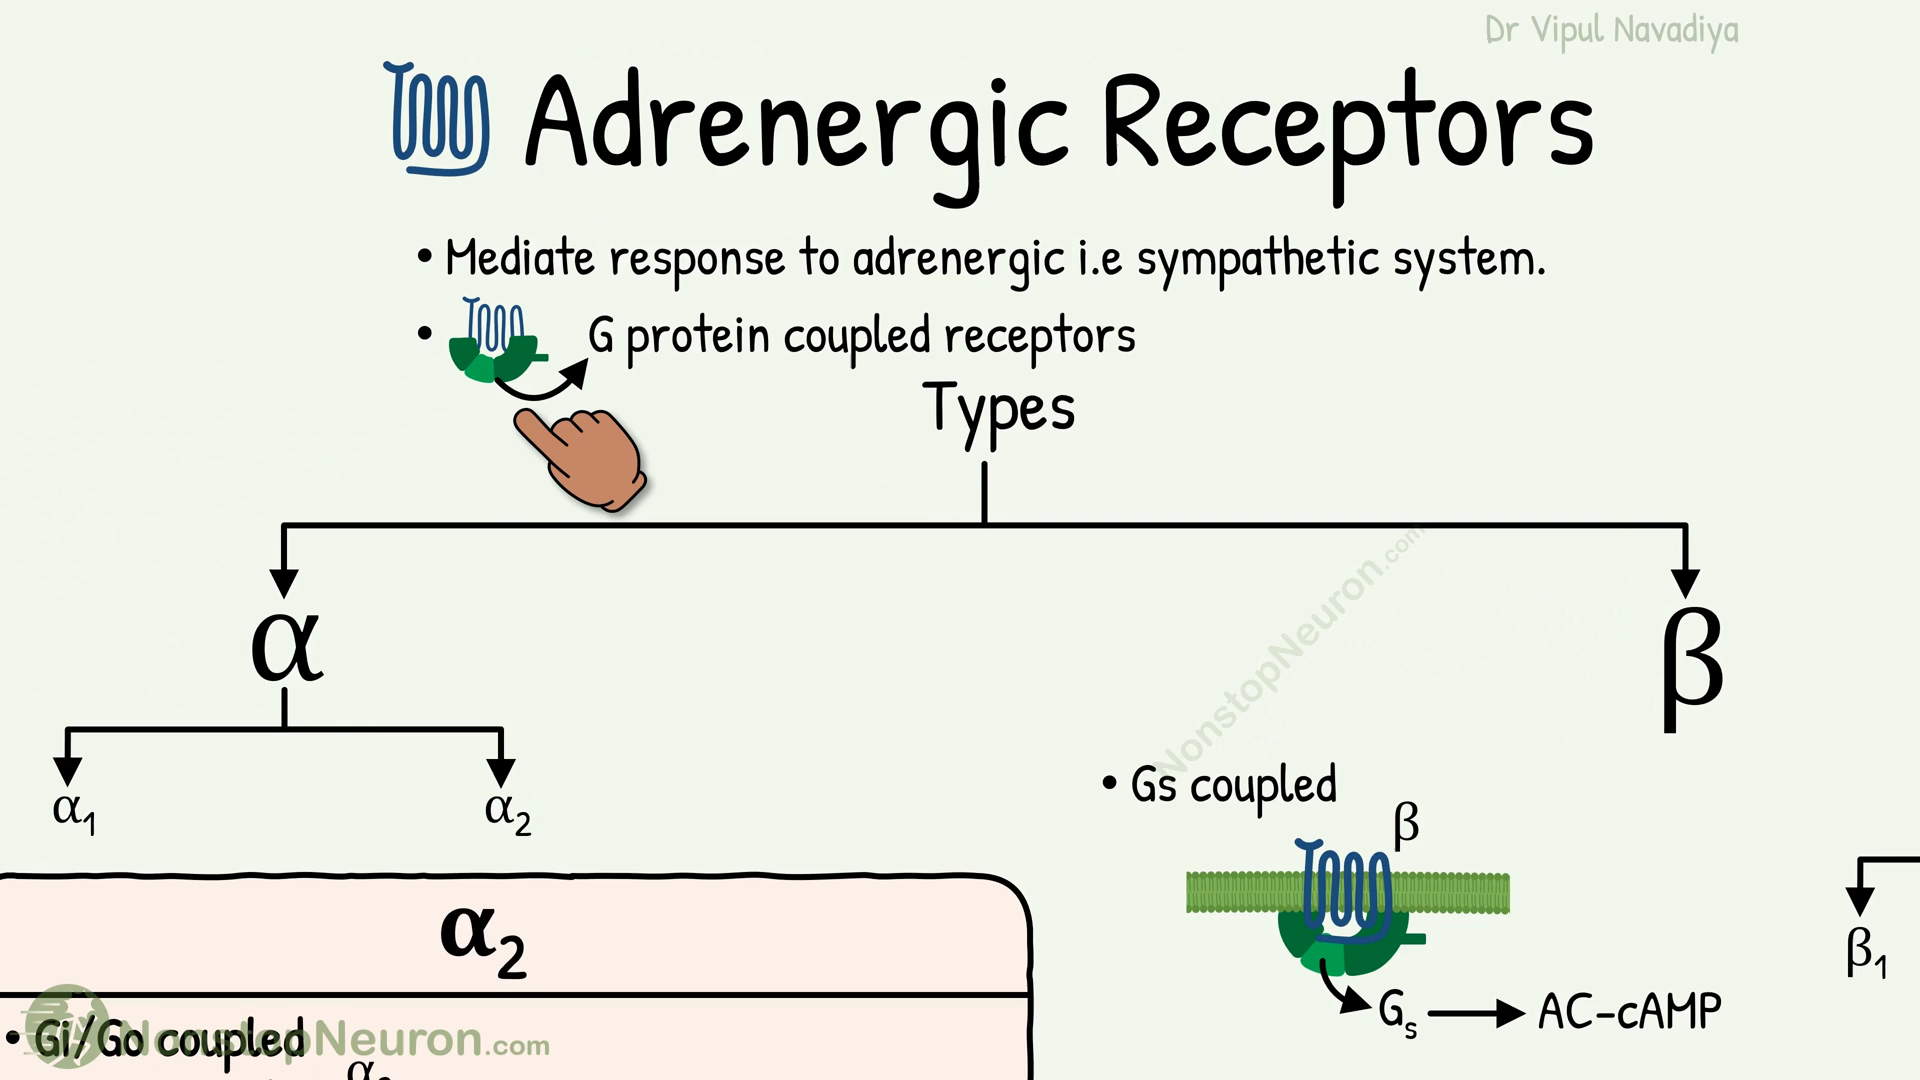 Dr Vipul Navadiya
Adrenergic Receptors
• Mediate response to adrenergic i.e sympathetic system.
• G protein coupled receptors
Types
α
β
α1
α2
NonstopNeuron.com
• Gs coupled
β
Gs
AC-cAMP
β1
α2
• Gi/Go coupled
NonstopNeuron.com
α2